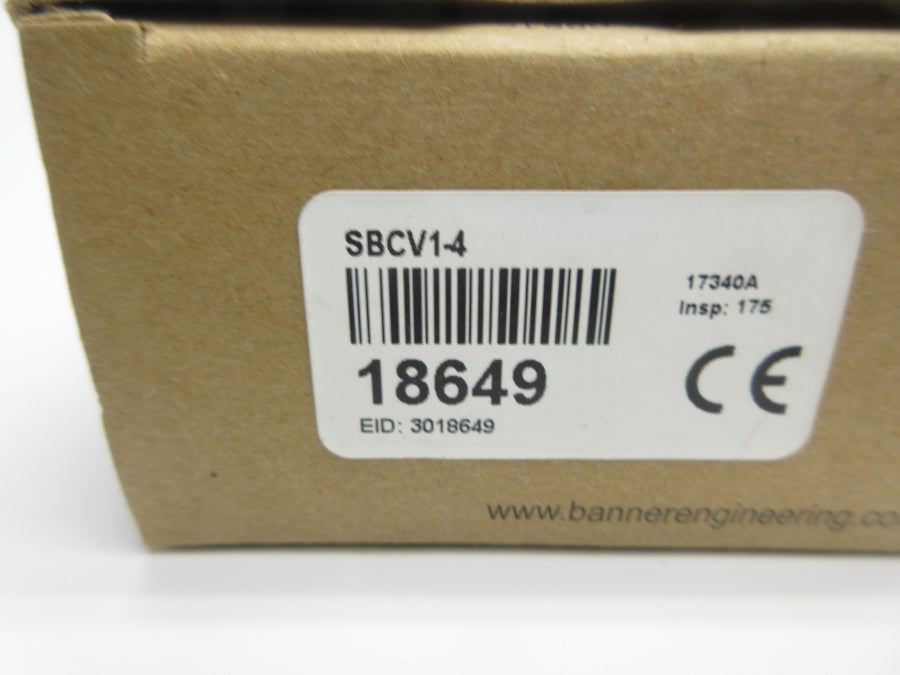 SBCV1-4
17340A
Insp: 175
18649
CE
EID: 3018649
www.bannerengineering.co